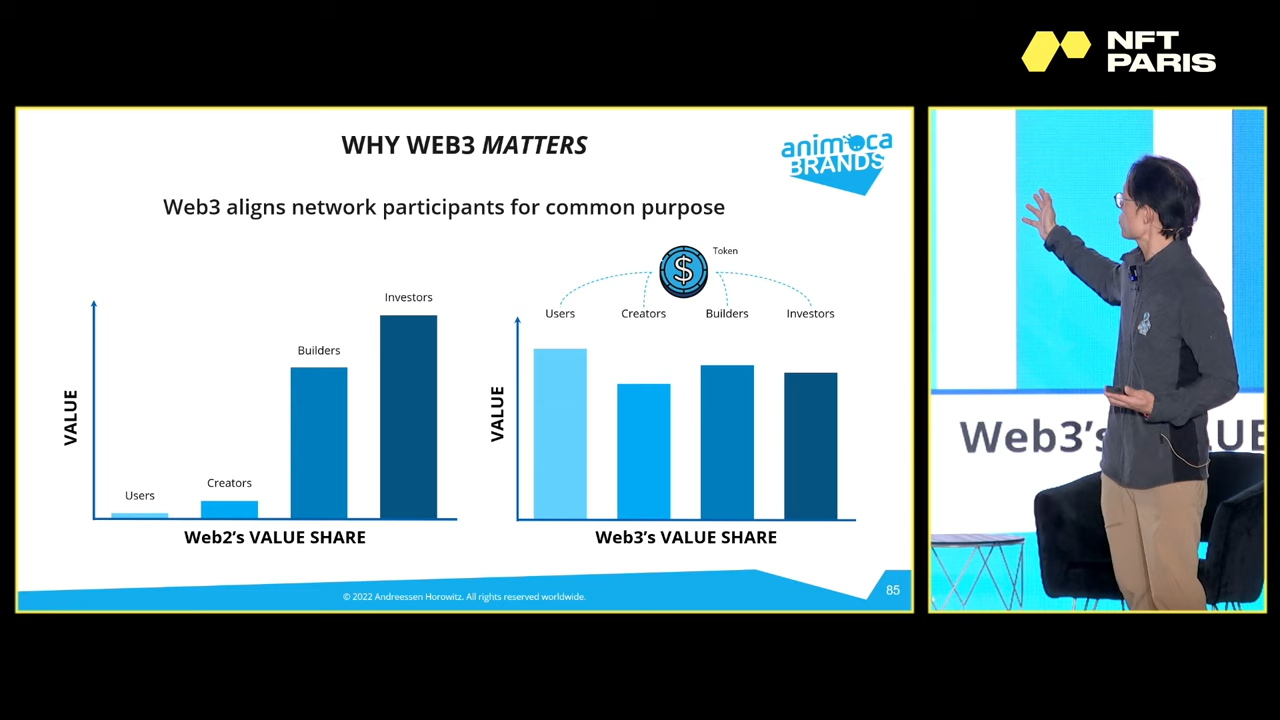 NFT
PARIS
WHY WEB3 MATTERS
animoca
BRANDS
Web3 aligns network participants for common purpose
VALUE
Users
Creators
Builders
Investors
Web2's VALUE SHARE
$
Token
Users
Creators
Builders
Investors
VALUE
Web3's VALUE SHARE
© 2022 Andreessen Horowitz. All rights reserved worldwide.
85
Web3's